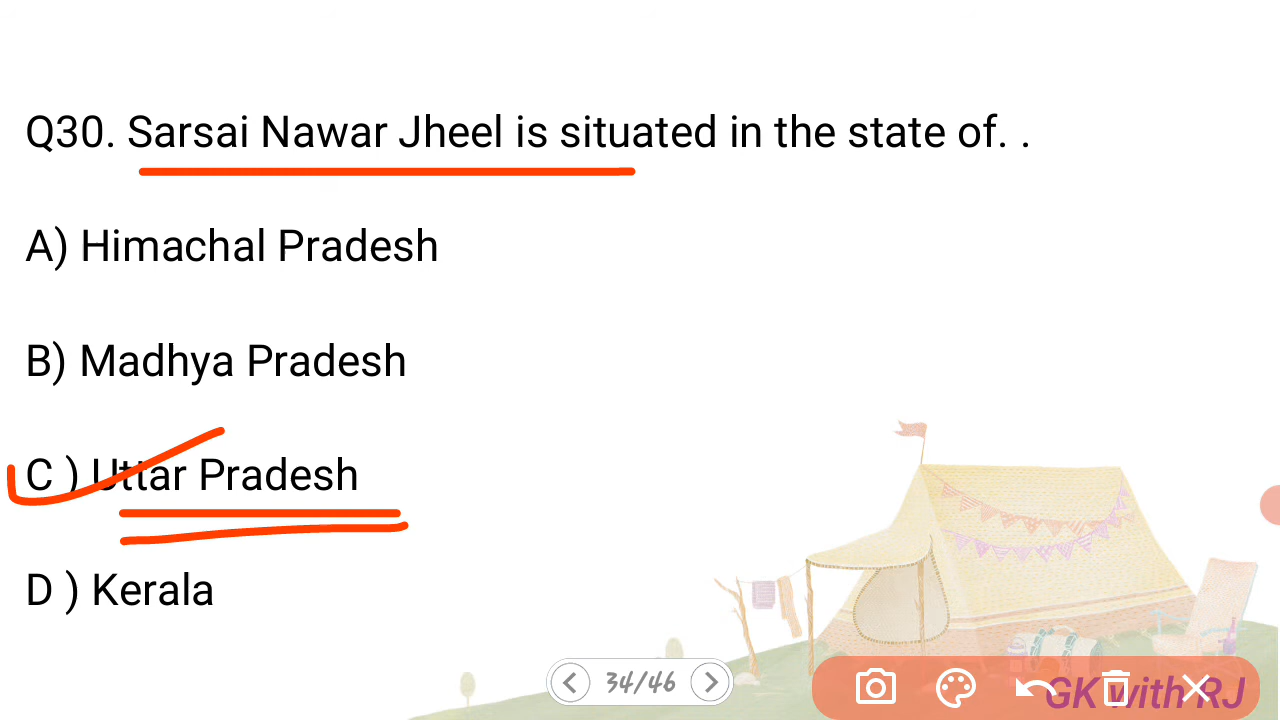 Q30. Sarsai Nawar Jheel is situated in the state of. .
A) Himachal Pradesh
B) Madhya Pradesh
C ) Uttar Pradesh
D ) Kerala
34/46
GK with RJ